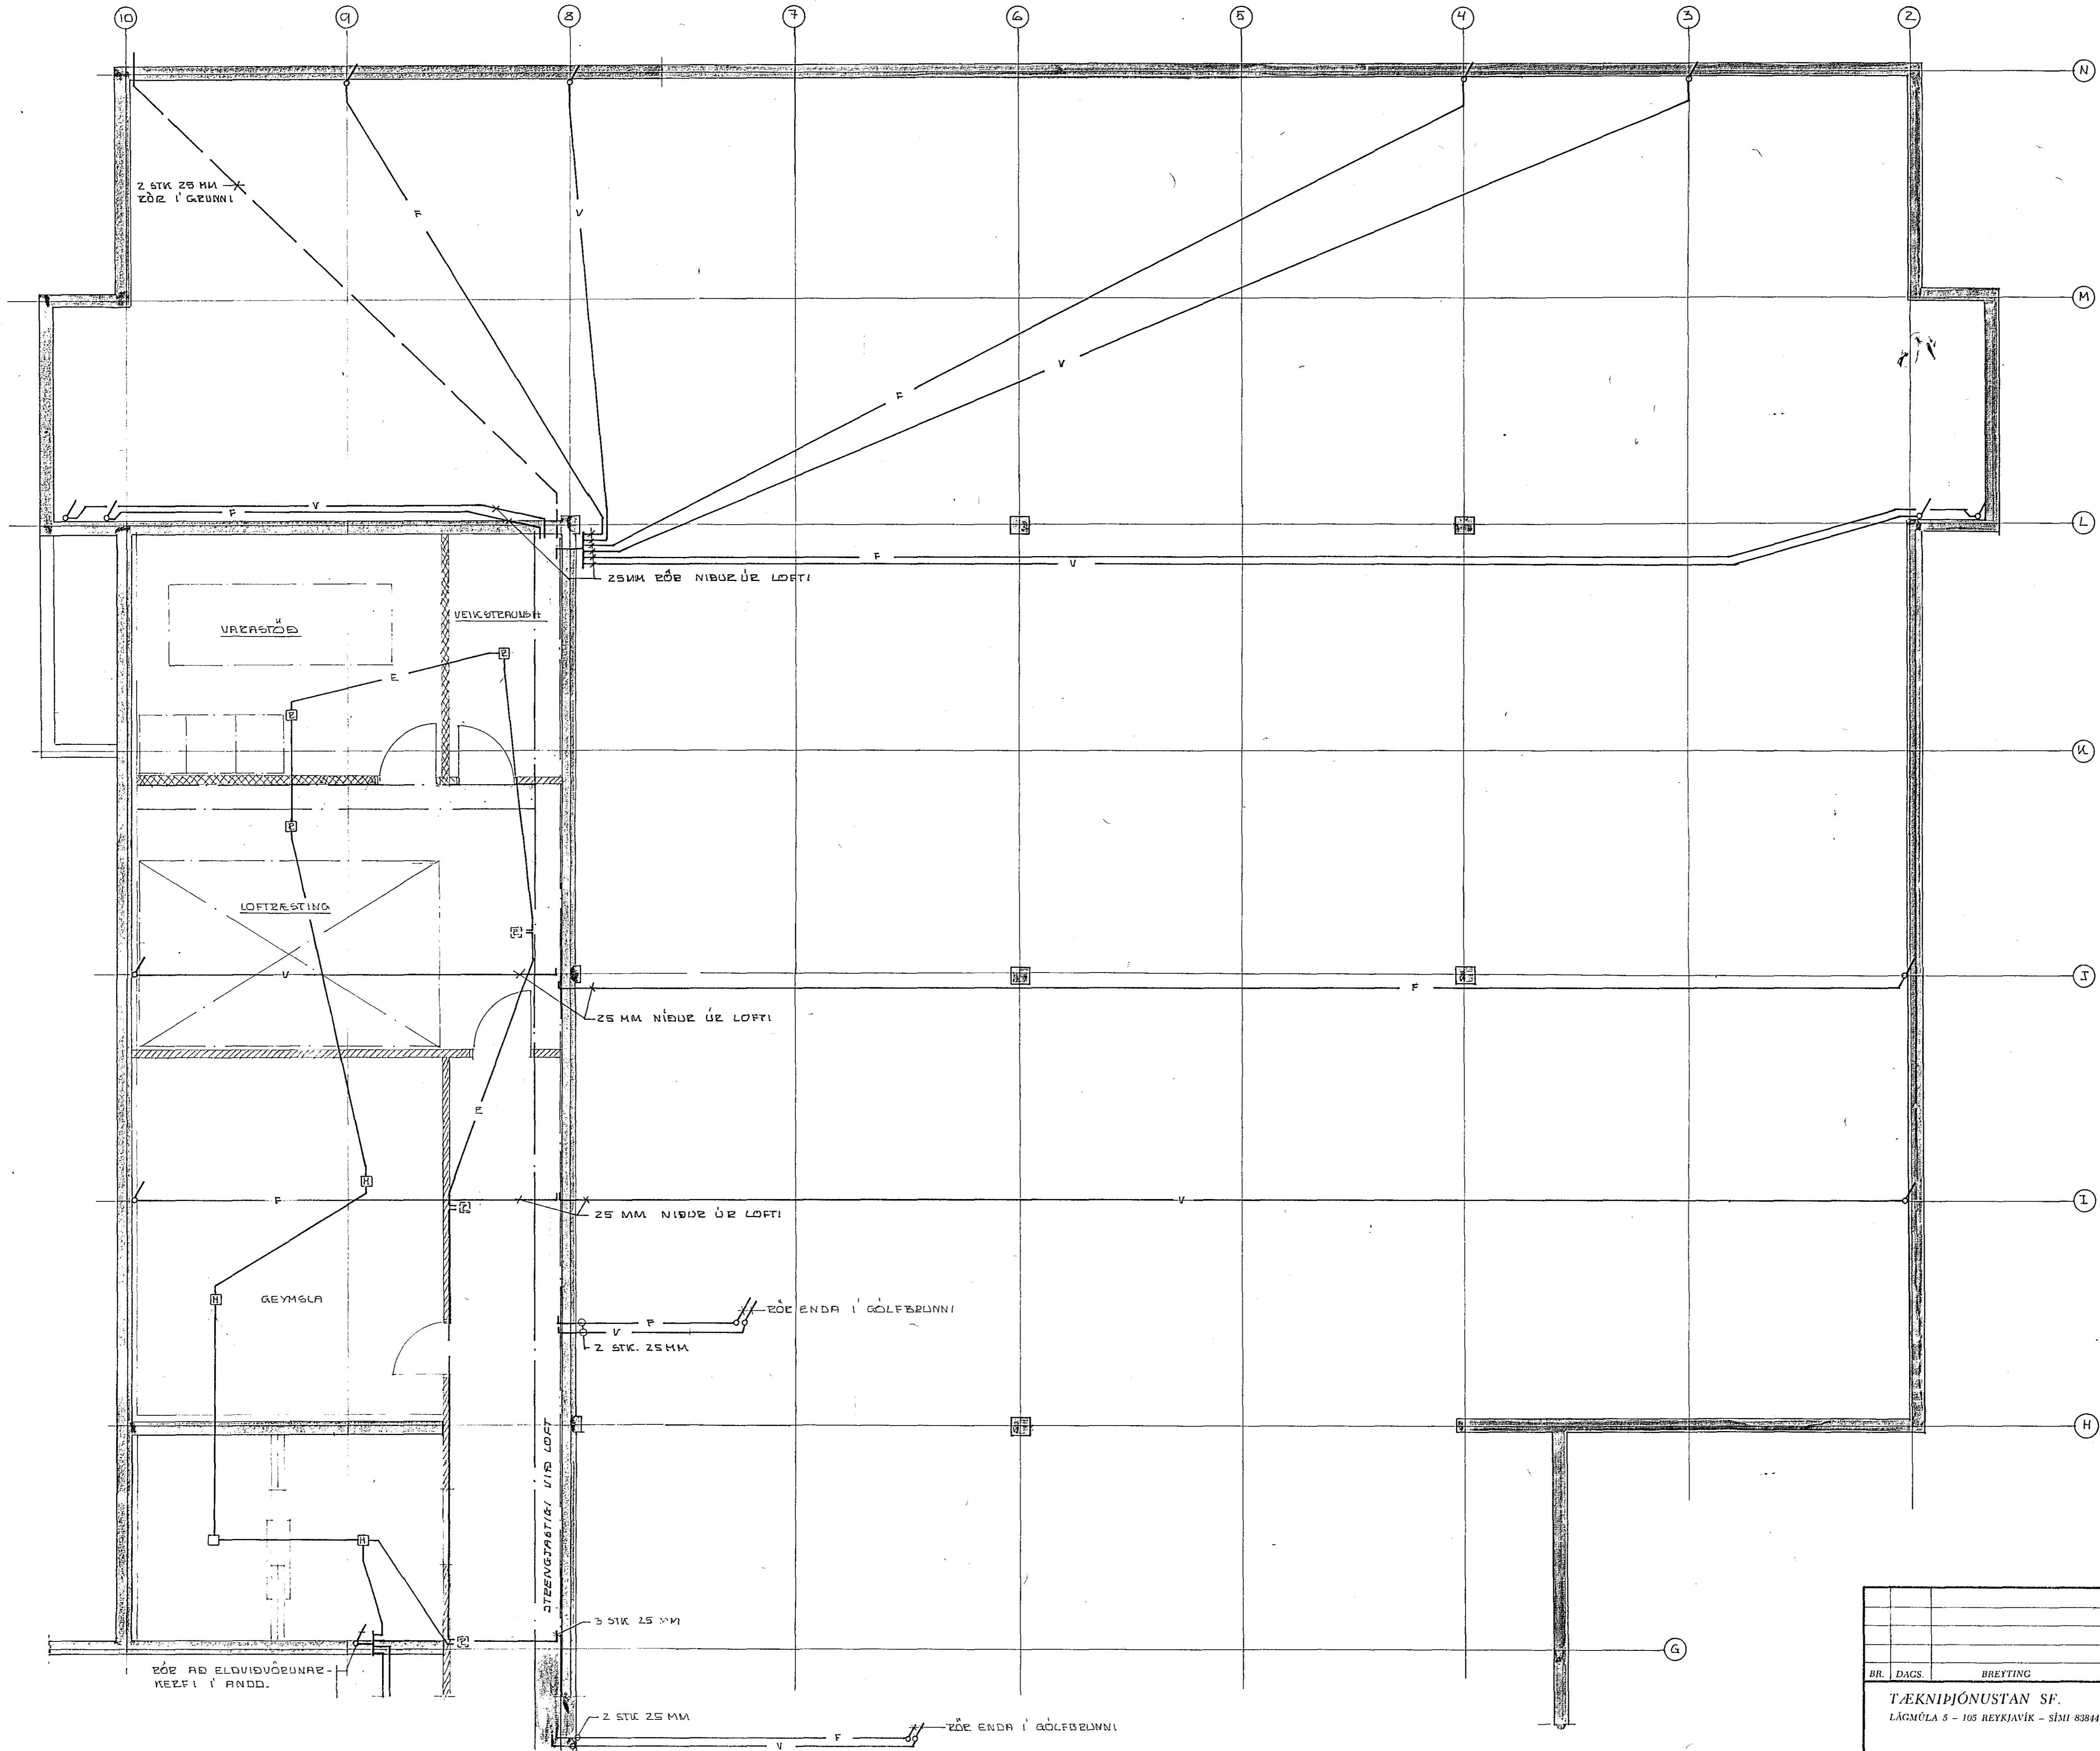 10 9 8 7 6 5 4 3 2
N
2 STK 25 MM
RÖR Í GRUNNI
F
V
M
F
V
V
F
L
F
V
25MM RÖR NIÐUR ÚR LOFTI
VARASTÖÐ
VEIKSTRAUMSH
R
E
R
K
R
LOFTRÆSTING
R
V
J
F
25 MM NIÐUR ÚR LOFTI
E
H
F
V
I
R
25 MM NIÐUR ÚR LOFTI
H
GEYMSLA
RÖR ENDA Í GÓLFBRUNNI
F
V
2 STK. 25 MM
H
STRENGJASTIGI VIÐ LOFT
H
3 STK 25 MM
R
G
RÖR AÐ ELDVIÐVÖRUNAR-
KERFI Í ANDD.
2 STK 25 MM
RÖR ENDA Í GÓLFBRUNNI
F
V
BR. DAGS. BREYTING
TÆKNIÞJÓNUSTAN SF.
LÁGMÚLA 5 – 105 REYKJAVÍK – SÍMI 83844